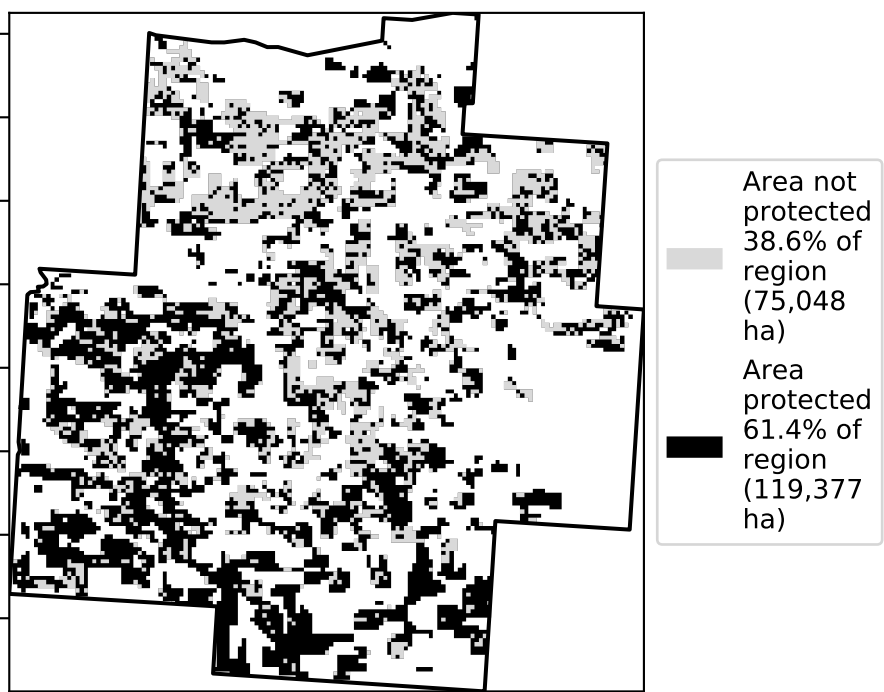 Area not
protected
38.6% of
region
(75,048
ha)
Area
protected
61.4% of
region
(119,377
ha)